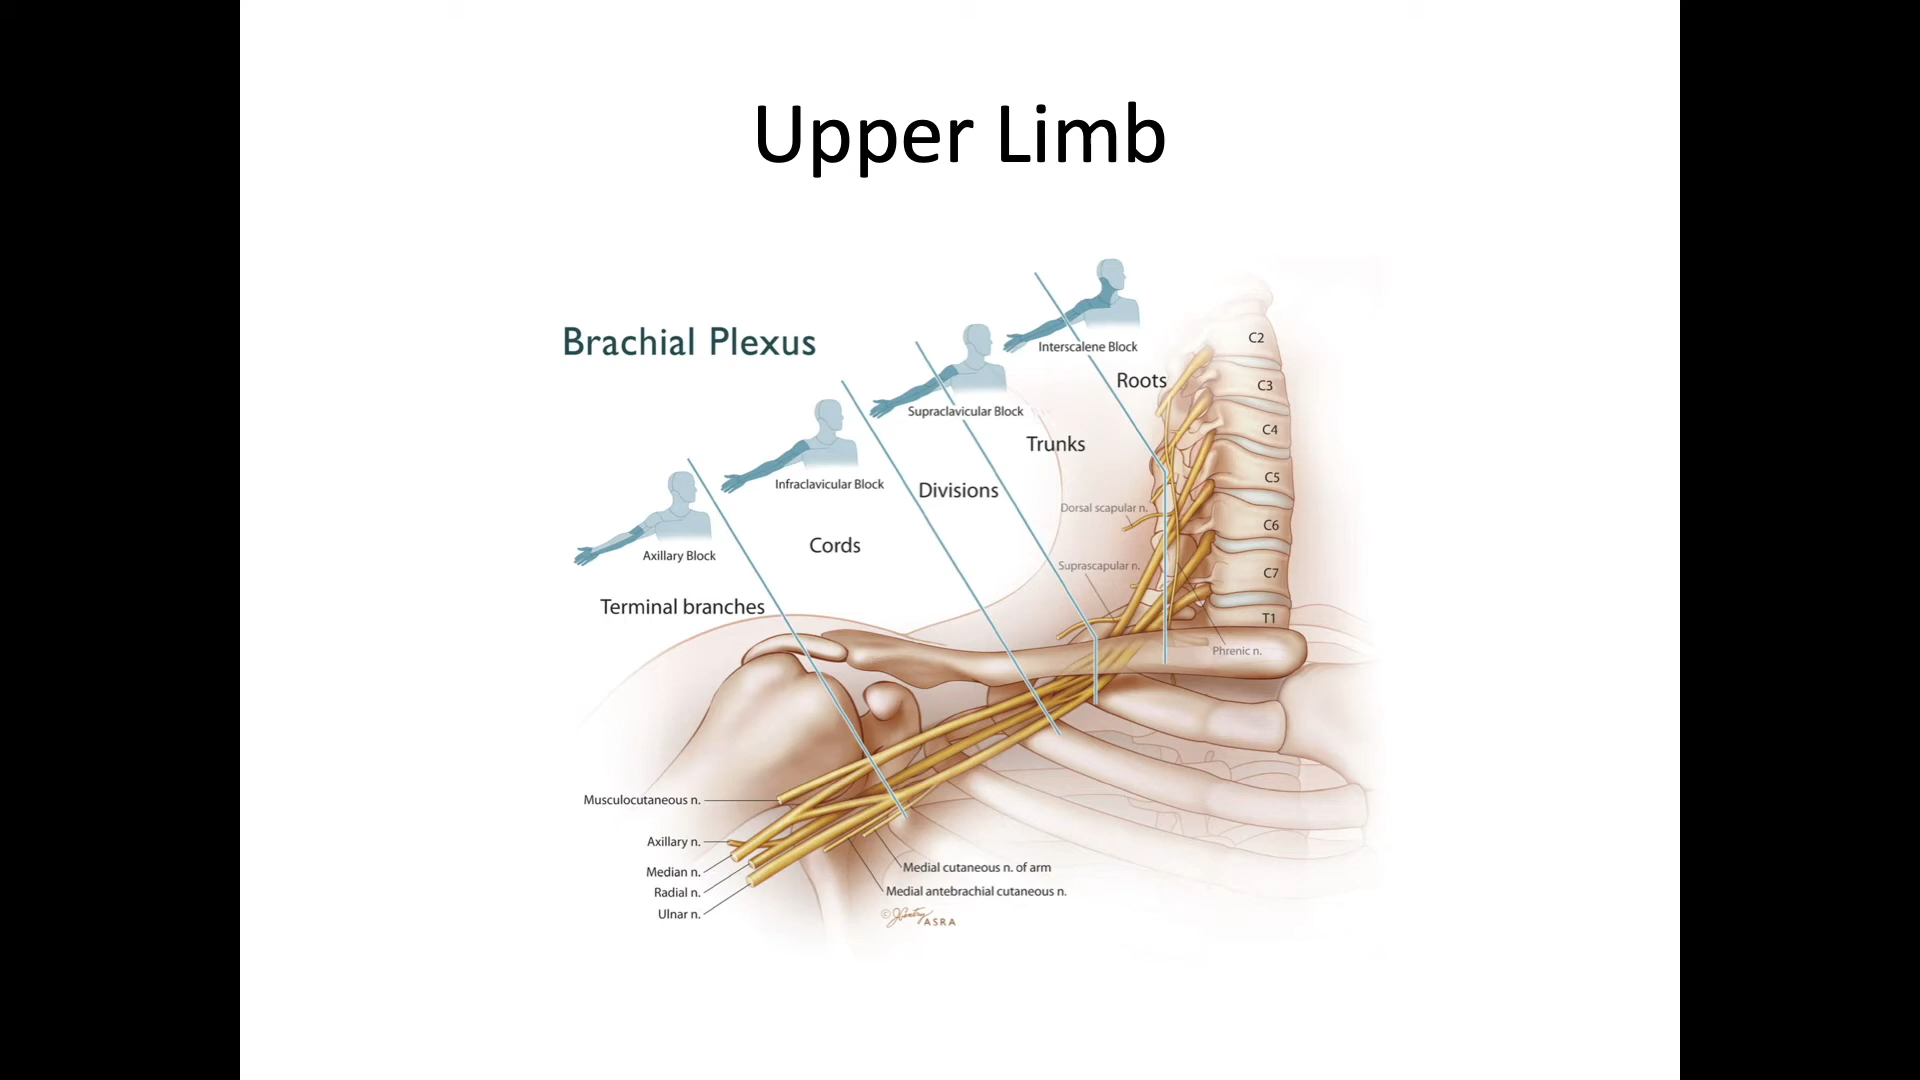 Upper Limb
Brachial Plexus
Interscalene Block
Roots
Supraclavicular Block
Trunks
Infraclavicular Block
Divisions
Cords
Axillary Block
Terminal branches
C2
C3
C4
C5
C6
C7
T1
Dorsal scapular n.
Suprascapular n.
Phrenic n.
Musculocutaneous n.
Axillary n.
Median n.
Radial n.
Ulnar n.
Medial cutaneous n. of arm
Medial antebrachial cutaneous n.
© JGentry ASRA